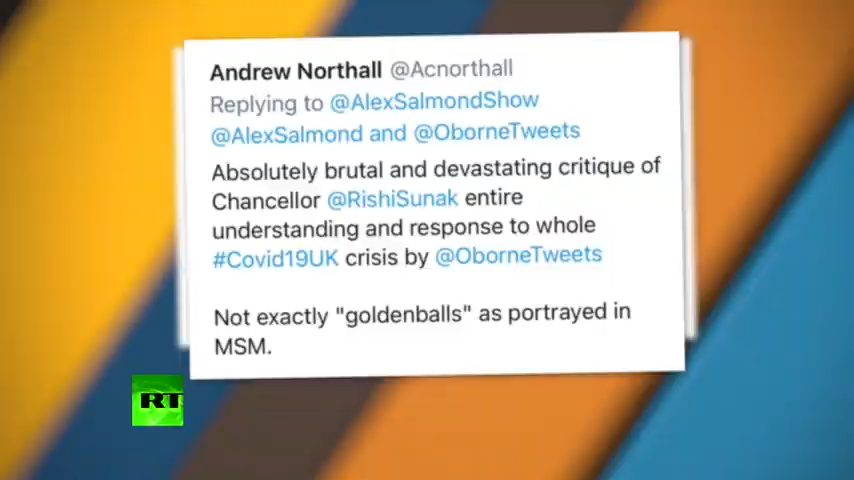 Andrew Northall @Acnorthall
Replying to @AlexSalmondShow
@AlexSalmond and @OborneTweets
Absolutely brutal and devastating critique of
Chancellor @RishiSunak entire
understanding and response to whole
#Covid19UK crisis by @OborneTweets
Not exactly "goldenballs" as portrayed in
MSM.
RT